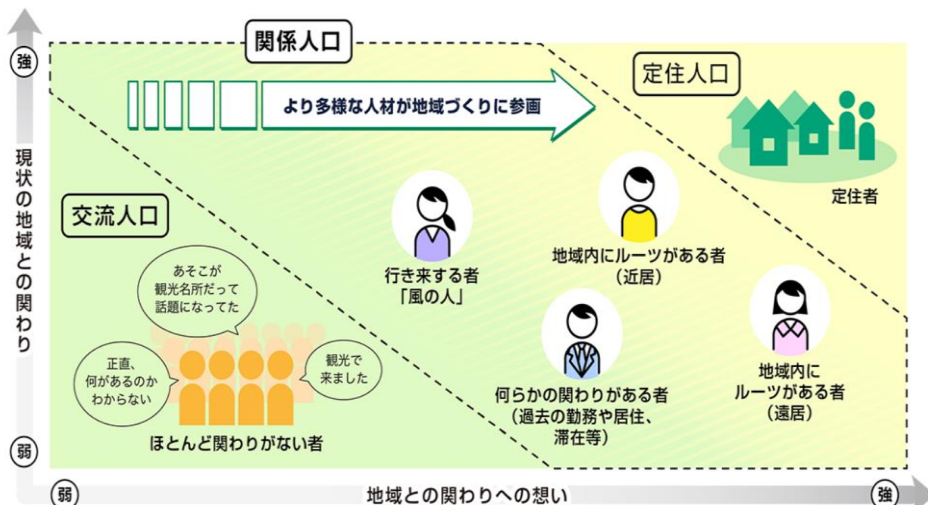 関係人口
定住人口
強
より多様な人材が地域づくりに参画
現状の地域との関わり
定住者
交流人口
あそこが
観光名所だって
話題になってた
行き来する者
「風の人」
地域内にルーツがある者
(近居)
正直、
何があるのか
わからない
観光で
来ました
何らかの関わりがある者
(過去の勤務や居住、
滞在等)
地域内に
ルーツがある者
(遠居)
ほとんど関わりがない者
弱
弱
地域との関わりへの想い
強